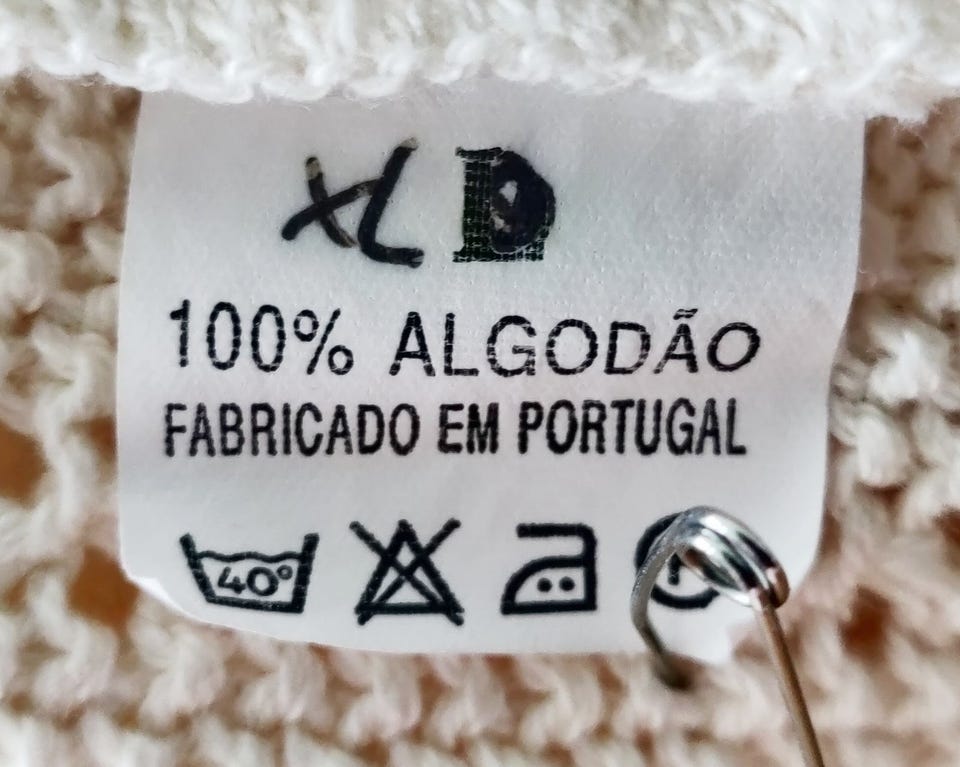 XL
100% ALGODÃO
FABRICADO EM PORTUGAL
40°